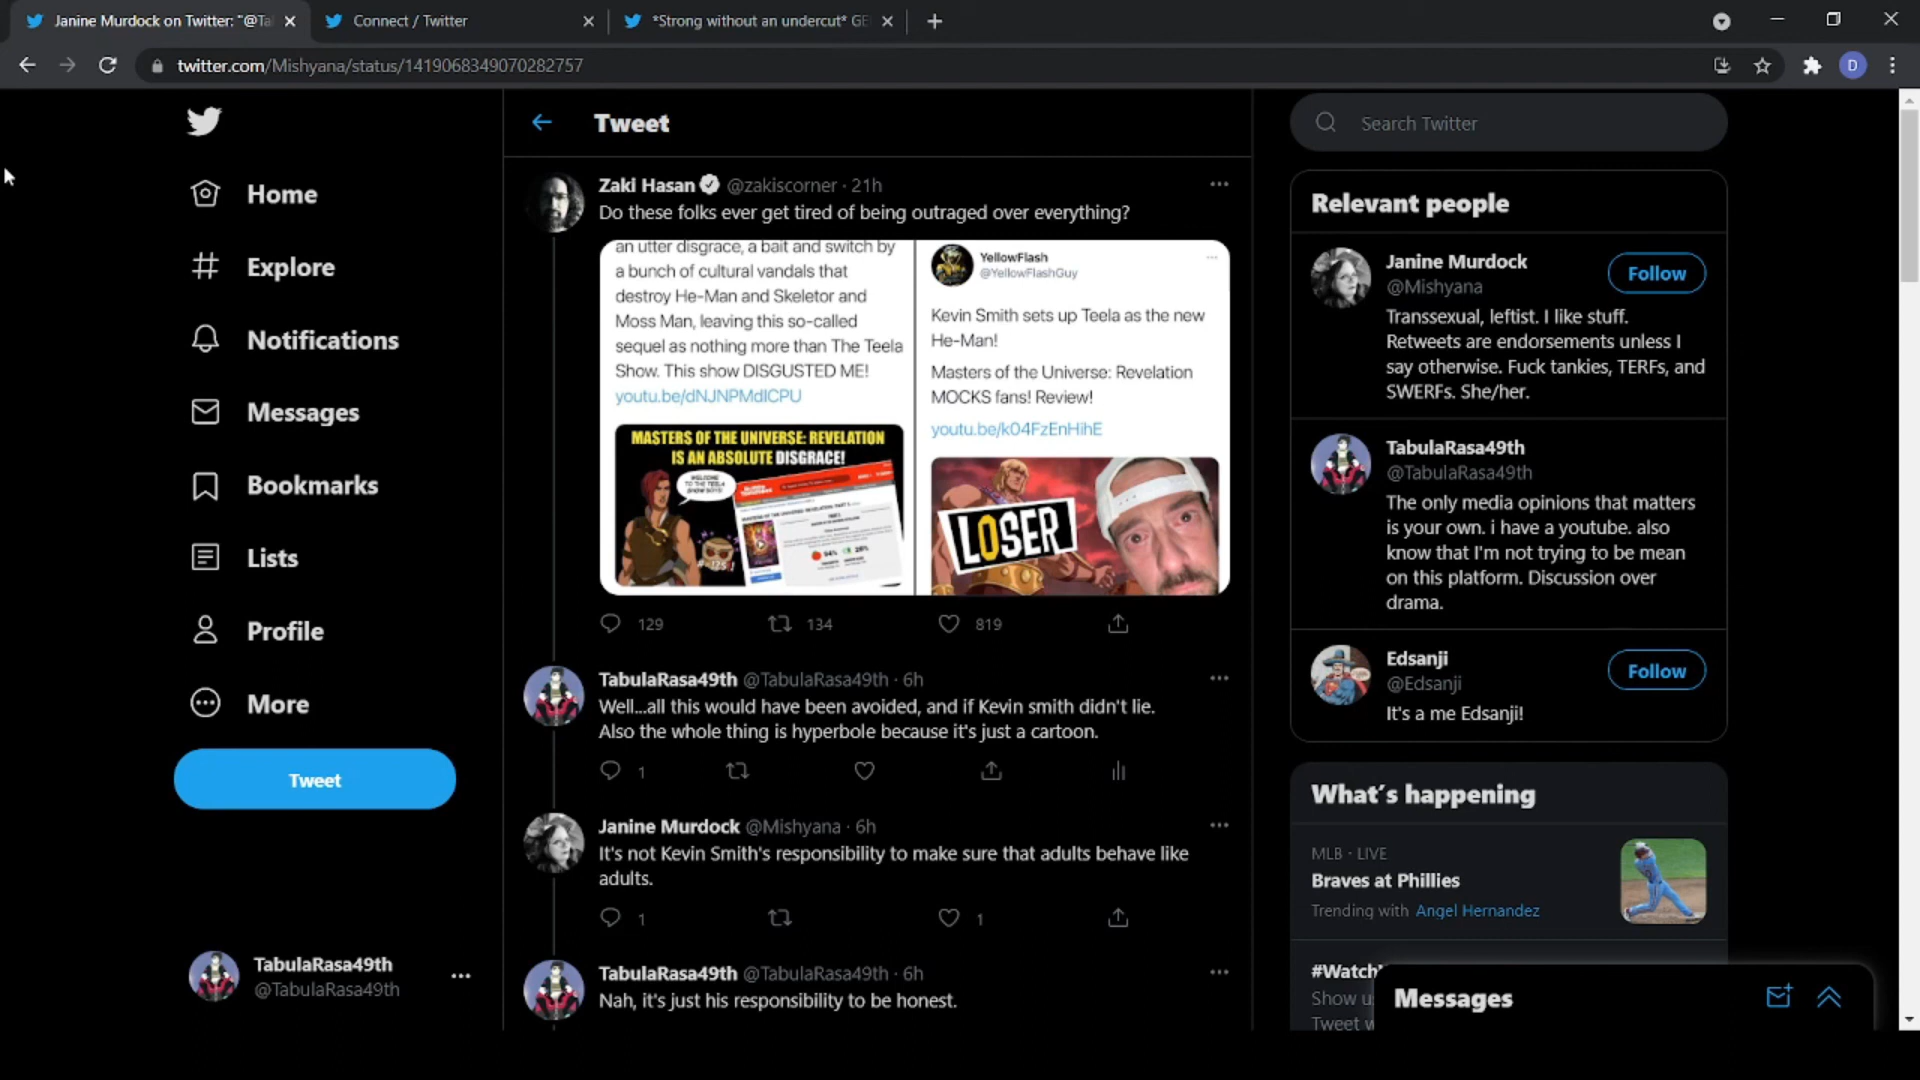 Janine Murdock on Twitter: "@Ta
Connect / Twitter
*Strong without an undercut* GE
twitter.com/Mishyana/status/1419068349070282757
D
Home
Explore
Notifications
Messages
Bookmarks
Lists
Profile
More
Tweet
TabulaRasa49th
@TabulaRasa49th
Tweet
Zaki Hasan @zakiscorner · 21h
Do these folks ever get tired of being outraged over everything?
an utter disgrace, a bait and switch by
a bunch of cultural vandals that
destroy He-Man and Skeletor and
Moss Man, leaving this so-called
sequel as nothing more than The Teela
Show. This show DISGUSTED ME!
youtu.be/dNJNPMdlCPU
MASTERS OF THE UNIVERSE: REVELATION
IS AN ABSOLUTE DISGRACE!
WELCOME
TO THE TEELA
SHOW BOYS!
94%
YellowFlash
@YellowFlashGuy
Kevin Smith sets up Teela as the new
He-Man!
Masters of the Universe: Revelation
MOCKS fans! Review!
youtu.be/k04FzEnHihE
LOSER
129
134
819
TabulaRasa49th @TabulaRasa49th · 6h
Well...all this would have been avoided, and if Kevin smith didn't lie.
Also the whole thing is hyperbole because it's just a cartoon.
1
Janine Murdock @Mishyana · 6h
It's not Kevin Smith's responsibility to make sure that adults behave like
adults.
1
1
TabulaRasa49th @TabulaRasa49th · 6h
Nah, it's just his responsibility to be honest.
Search Twitter
Relevant people
Janine Murdock
@Mishyana
Follow
Transsexual, leftist. I like stuff.
Retweets are endorsements unless I
say otherwise. Fuck tankies, TERFs, and
SWERFs. She/her.
TabulaRasa49th
@TabulaRasa49th
The only media opinions that matters
is your own. i have a youtube. also
know that I'm not trying to be mean
on this platform. Discussion over
drama.
Edsanji
@Edsanji
Follow
It's a me Edsanji!
What's happening
MLB · LIVE
Braves at Phillies
Trending with Angel Hernandez
#Watch
Show u
Tweet w
Messages